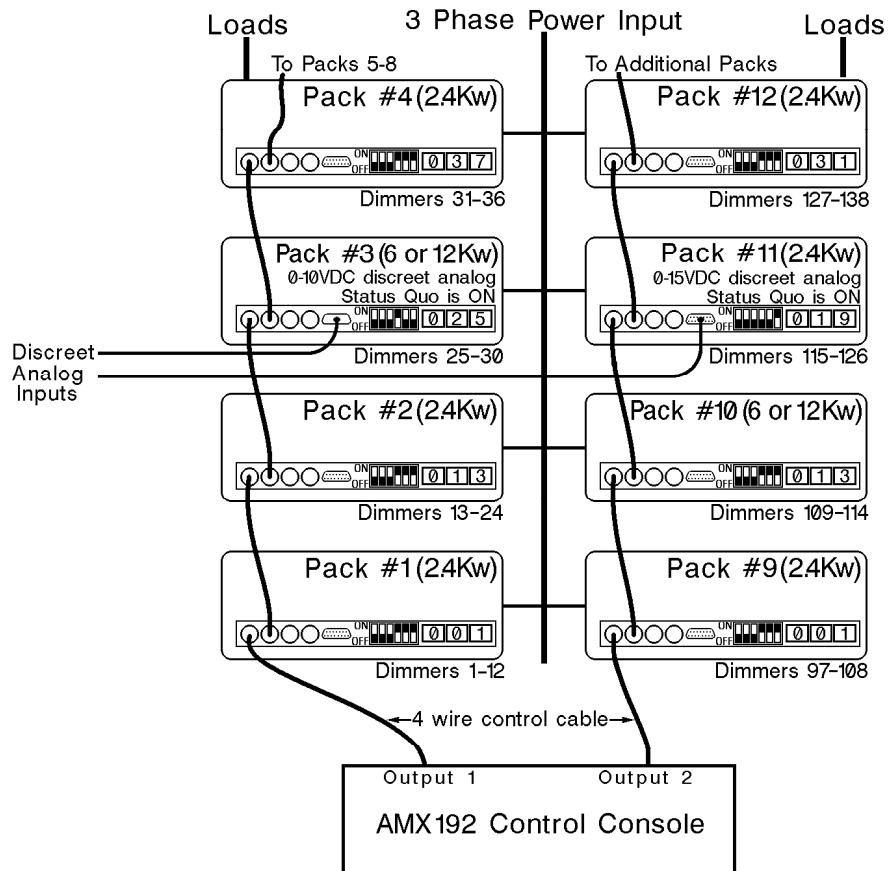 3 Phase Power Input
Loads
Loads
To Packs 5-8
To Additional Packs
Pack #4 (2.4Kw)
ON
OFF
0 3 7
Dimmers 31-36
Pack #12 (2.4Kw)
ON
OFF
0 3 1
Dimmers 127-138
Pack #3 (6 or 12Kw)
0-10VDC discreet analog
Status Quo is ON
ON
OFF
0 2 5
Dimmers 25-30
Pack #11 (2.4Kw)
0-15VDC discreet analog
Status Quo is ON
ON
OFF
0 1 9
Dimmers 115-126
Discreet
Analog
Inputs
Pack #2 (2.4Kw)
ON
OFF
0 1 3
Dimmers 13-24
Pack #10 (6 or 12Kw)
ON
OFF
0 1 3
Dimmers 109-114
Pack #1 (2.4Kw)
ON
OFF
0 0 1
Dimmers 1-12
Pack #9 (2.4Kw)
ON
OFF
0 0 1
Dimmers 97-108
4 wire control cable
Output 1
Output 2
AMX192 Control Console